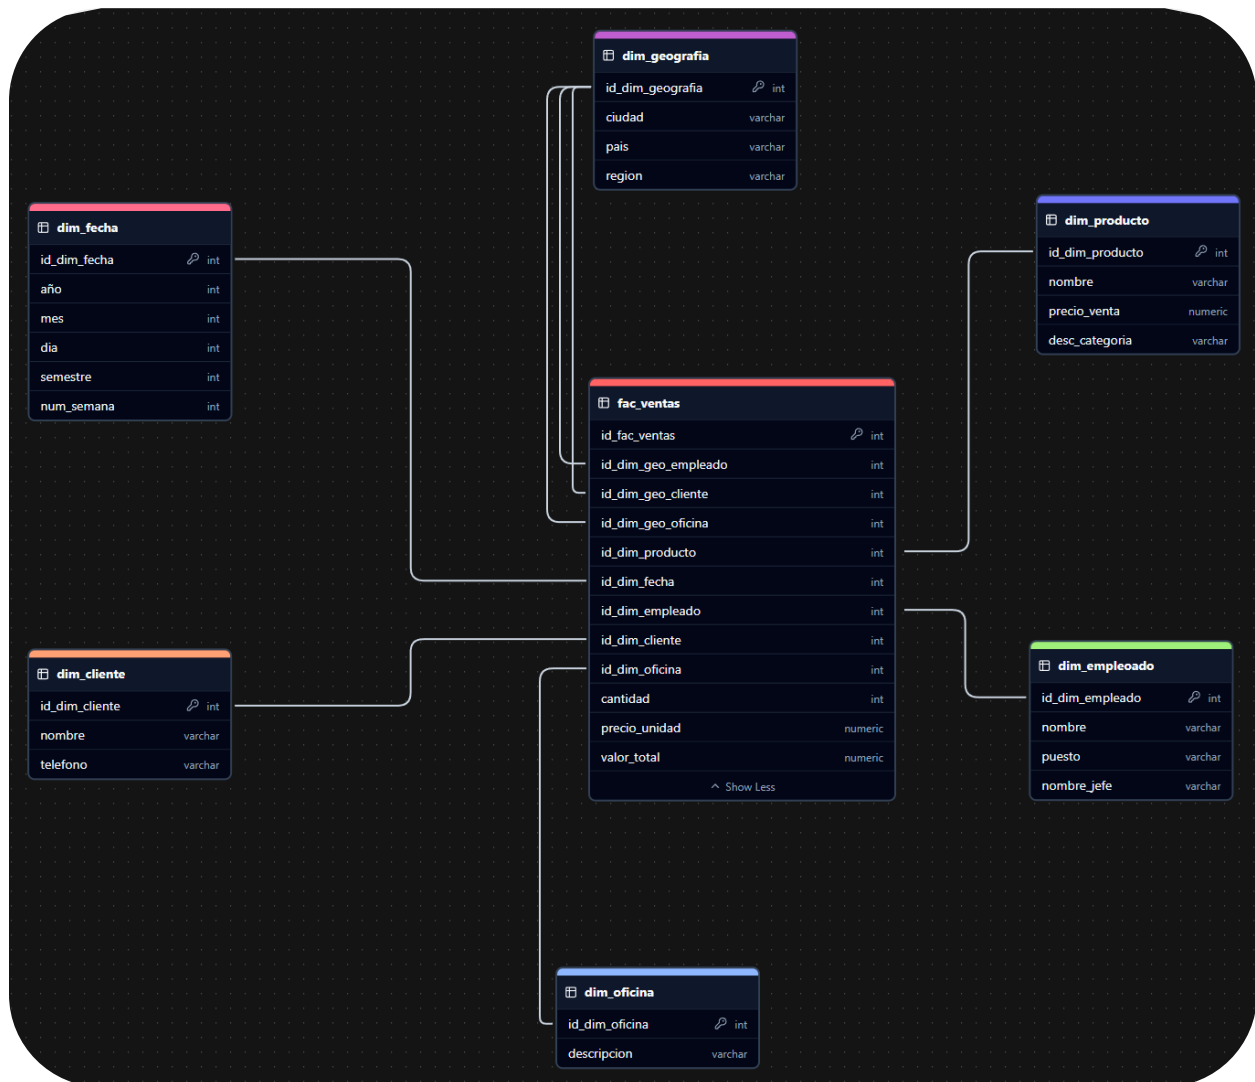 dim_geografia
id_dim_geografia int
ciudad varchar
pais varchar
region varchar
dim_fecha
id_dim_fecha int
año int
mes int
dia int
semestre int
num_semana int
dim_producto
id_dim_producto int
nombre varchar
precio_venta numeric
desc_categoria varchar
fac_ventas
id_fac_ventas int
id_dim_geo_empleado int
id_dim_geo_cliente int
id_dim_geo_oficina int
id_dim_producto int
id_dim_fecha int
id_dim_empleado int
id_dim_cliente int
id_dim_oficina int
cantidad int
precio_unidad numeric
valor_total numeric
Show Less
dim_cliente
id_dim_cliente int
nombre varchar
telefono varchar
dim_empleoado
id_dim_empleado int
nombre varchar
puesto varchar
nombre_jefe varchar
dim_oficina
id_dim_oficina int
descripcion varchar